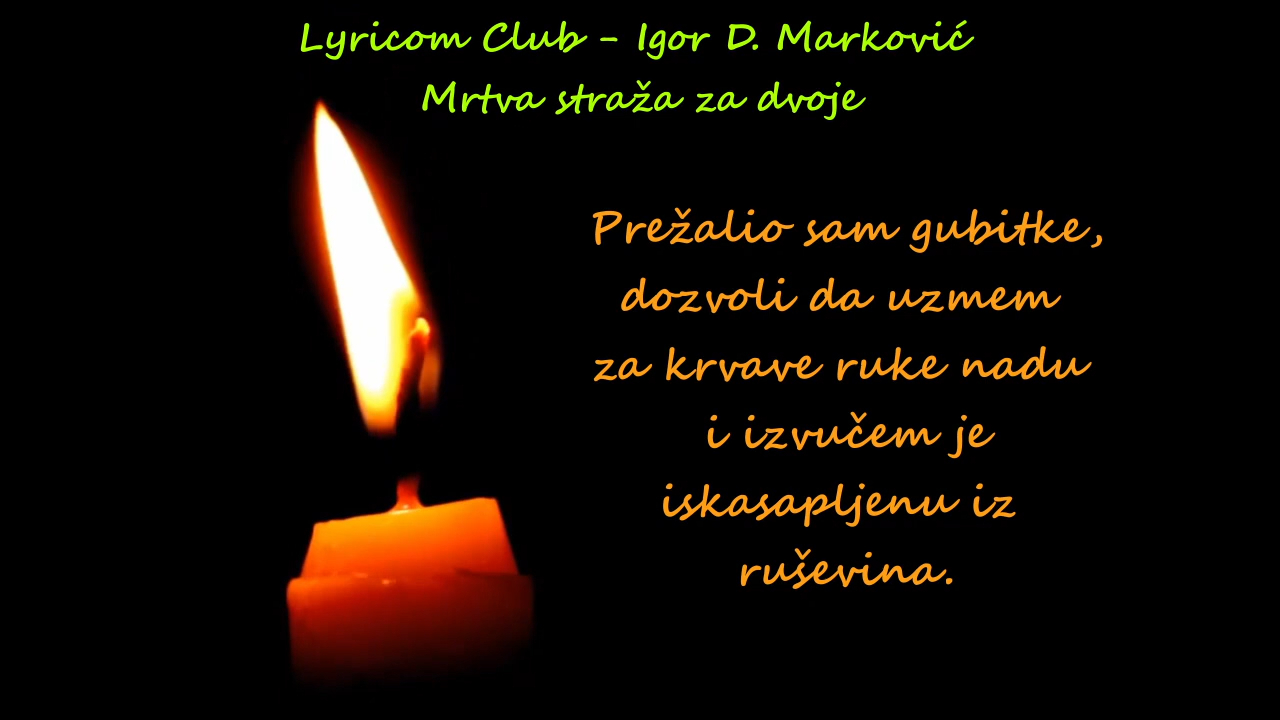 Lyricom Club - Igor D. Marković
Mrtva straža za dvoje
Prežalio sam gubitke,
dozvoli da uzmem
za krvave ruke nadu
i izvučem je
iskasapljenu iz
ruševina.